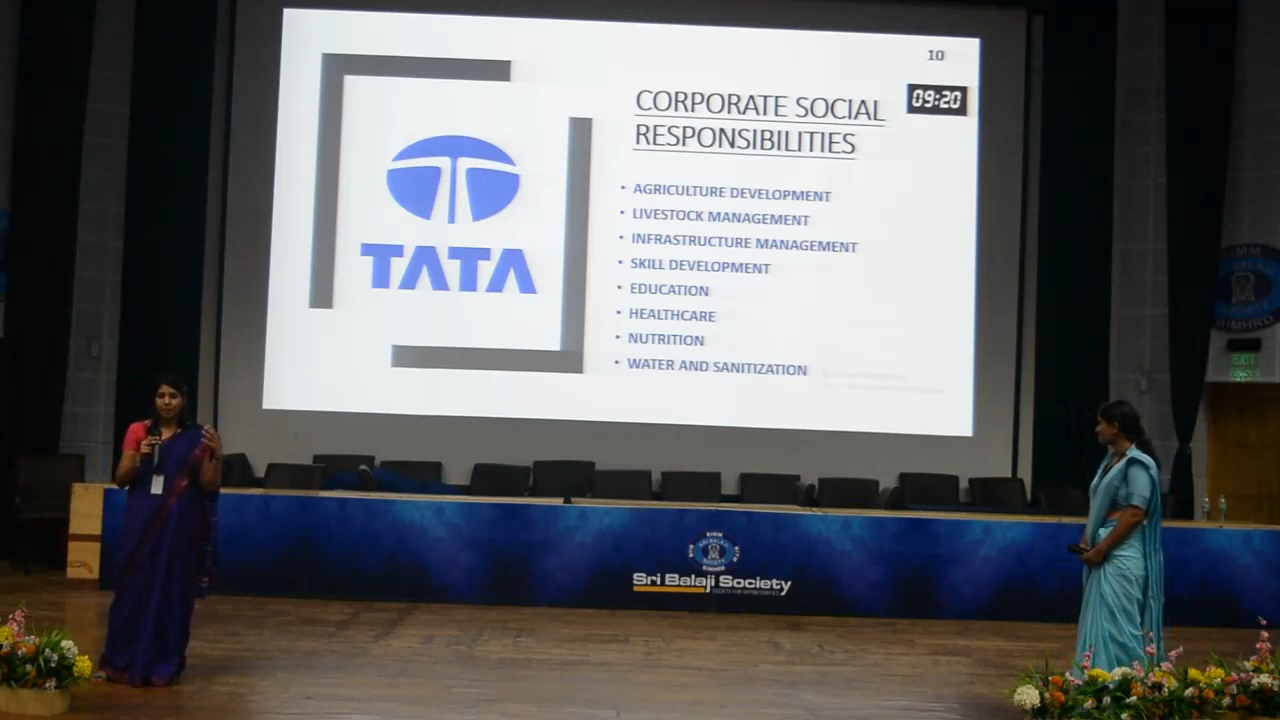 10
09:20
CORPORATE SOCIAL
RESPONSIBILITIES
TATA
• AGRICULTURE DEVELOPMENT
• LIVESTOCK MANAGEMENT
• INFRASTRUCTURE MANAGEMENT
• SKILL DEVELOPMENT
• EDUCATION
• HEALTHCARE
• NUTRITION
• WATER AND SANITIZATION
EXIT
Sri Balaji Society